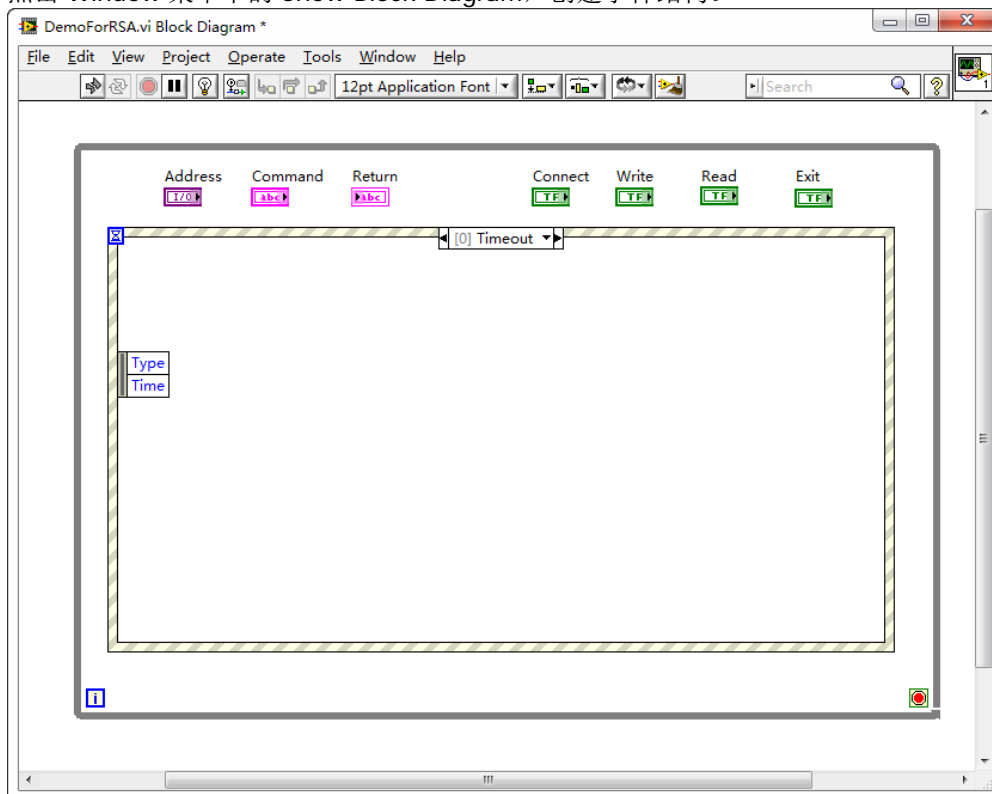 DemoForRSA.vi Block Diagram *
File Edit View Project Operate Tools Window Help
12pt Application Font
Search
1
Address Command Return Connect Write Read Exit
I/O abc abc TF TF TF TF
[0] Timeout
Type
Time
i